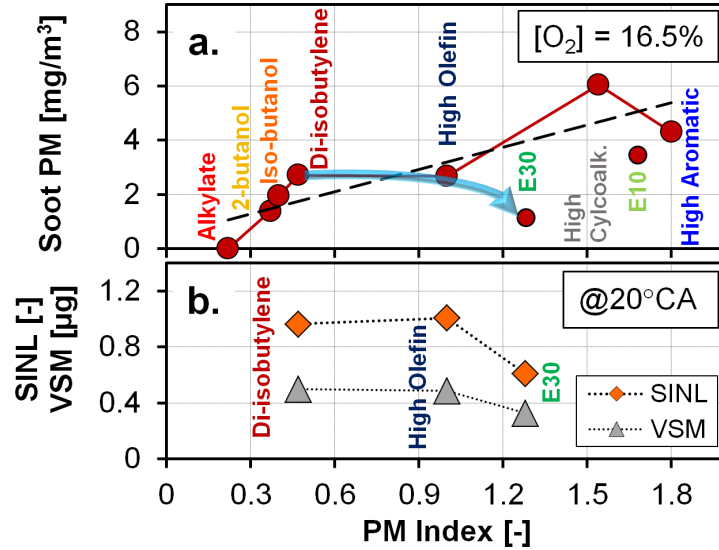 a.
[O₂] = 16.5%
Soot PM [mg/m³]
8
6
4
2
0
Alkylate
2-butanol
Iso-butanol
Di-isobutylene
High Olefin
E30
High
Cylcoalk.
E10
High Aromatic
b.
@20°CA
SINL [-]
VSM [µg]
1.2
0.8
0.4
0
Di-isobutylene
High Olefin
E30
SINL
VSM
0
0.3
0.6
0.9
1.2
1.5
1.8
PM Index [-]